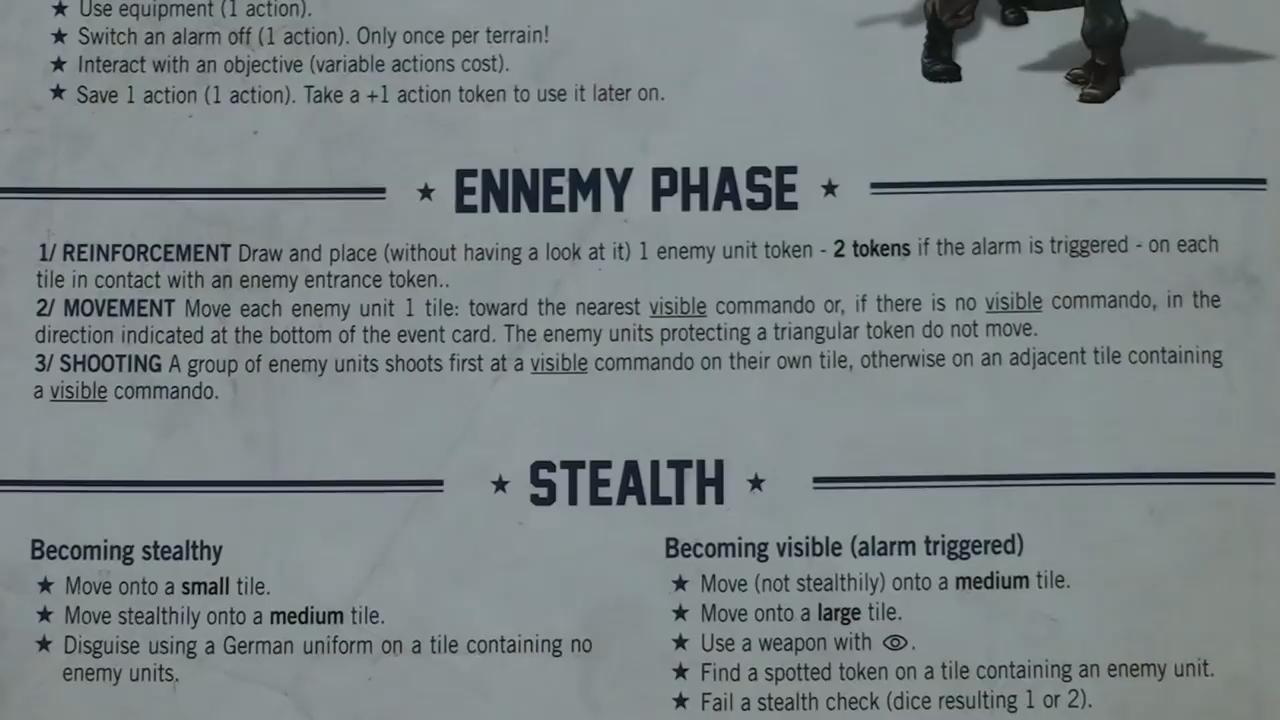 ★ Use equipment (1 action).
★ Switch an alarm off (1 action). Only once per terrain!
★ Interact with an objective (variable actions cost).
★ Save 1 action (1 action). Take a +1 action token to use it later on.
★ ENNEMY PHASE ★
1/ REINFORCEMENT Draw and place (without having a look at it) 1 enemy unit token - 2 tokens if the alarm is triggered - on each
tile in contact with an enemy entrance token..
2/ MOVEMENT Move each enemy unit 1 tile: toward the nearest visible commando or, if there is no visible commando, in the
direction indicated at the bottom of the event card. The enemy units protecting a triangular token do not move.
3/ SHOOTING A group of enemy units shoots first at a visible commando on their own tile, otherwise on an adjacent tile containing
a visible commando.
★ STEALTH ★
Becoming stealthy
★ Move onto a small tile.
★ Move stealthily onto a medium tile.
★ Disguise using a German uniform on a tile containing no
enemy units.
Becoming visible (alarm triggered)
★ Move (not stealthily) onto a medium tile.
★ Move onto a large tile.
★ Use a weapon with 👁.
★ Find a spotted token on a tile containing an enemy unit.
★ Fail a stealth check (dice resulting 1 or 2).